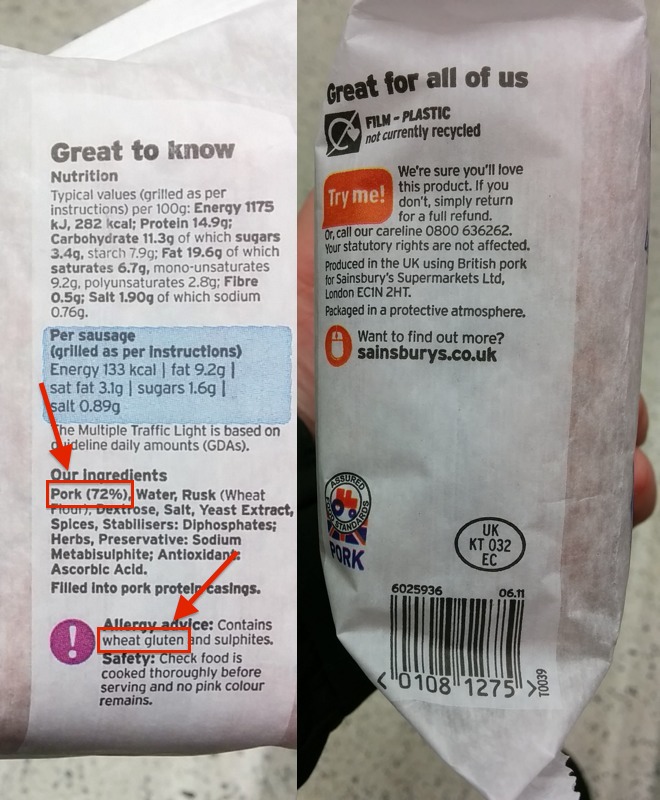 Great to know
Nutrition
Typical values (grilled as per
instructions) per 100g: Energy 1175
kJ, 282 kcal; Protein 14.9g;
Carbohydrate 11.3g of which sugars
3.4g, starch 7.9g; Fat 19.6g of which
saturates 6.7g, mono-unsaturates
9.2g, polyunsaturates 2.8g; Fibre
0.5g; Salt 1.90g of which sodium
0.76g.
Per sausage
(grilled as per instructions)
Energy 133 kcal | fat 9.2g |
sat fat 3.1g | sugars 1.6g |
salt 0.89g
The Multiple Traffic Light is based on
guideline daily amounts (GDAs).
Our ingredients
Pork (72%), Water, Rusk (Wheat
Flour), Dextrose, Salt, Yeast Extract,
Spices, Stabilisers: Diphosphates;
Herbs, Preservative: Sodium
Metabisulphite; Antioxidant:
Ascorbic Acid.
Filled into pork protein casings.
Allergy advice: Contains
wheat gluten and sulphites.
Safety: Check food is
cooked thoroughly before
serving and no pink colour
remains.
Great for all of us
FILM - PLASTIC
not currently recycled
Try me!
We're sure you'll love
this product. If you
don't, simply return
for a full refund.
Or, call our careline 0800 636262.
Your statutory rights are not affected.
Produced in the UK using British pork
for Sainsbury's Supermarkets Ltd,
London EC1N 2HT.
Packaged in a protective atmosphere.
Want to find out more?
sainsburys.co.uk
ASSURED
FOOD STANDARDS
PORK
UK
KT 032
EC
6025936 06.11
< 0108 1275 >
T0039